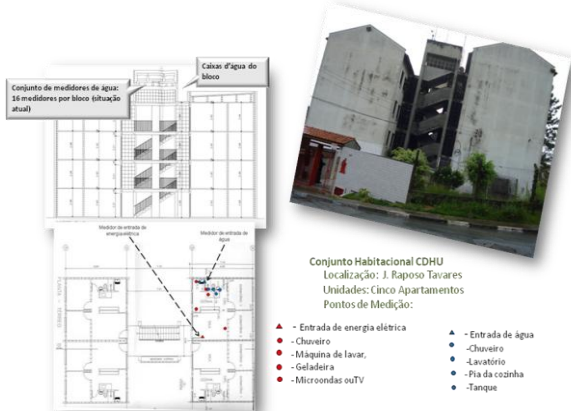 Caixas d'água do
bloco
Conjunto de medidores de água:
16 medidores por bloco (situação
atual)
Medidor de entrada de
energia elétrica
Medidor de entrada de
água
Conjunto Habitacional CDHU
Localização: J. Raposo Tavares
Unidades: Cinco Apartamentos
Pontos de Medição:
- Entrada de energia elétrica
- Chuveiro
- Máquina de lavar,
- Geladeira
- Microondas ouTV
- Entrada de água
-Chuveiro
-Lavatório
- Pia da cozinha
-Tanque